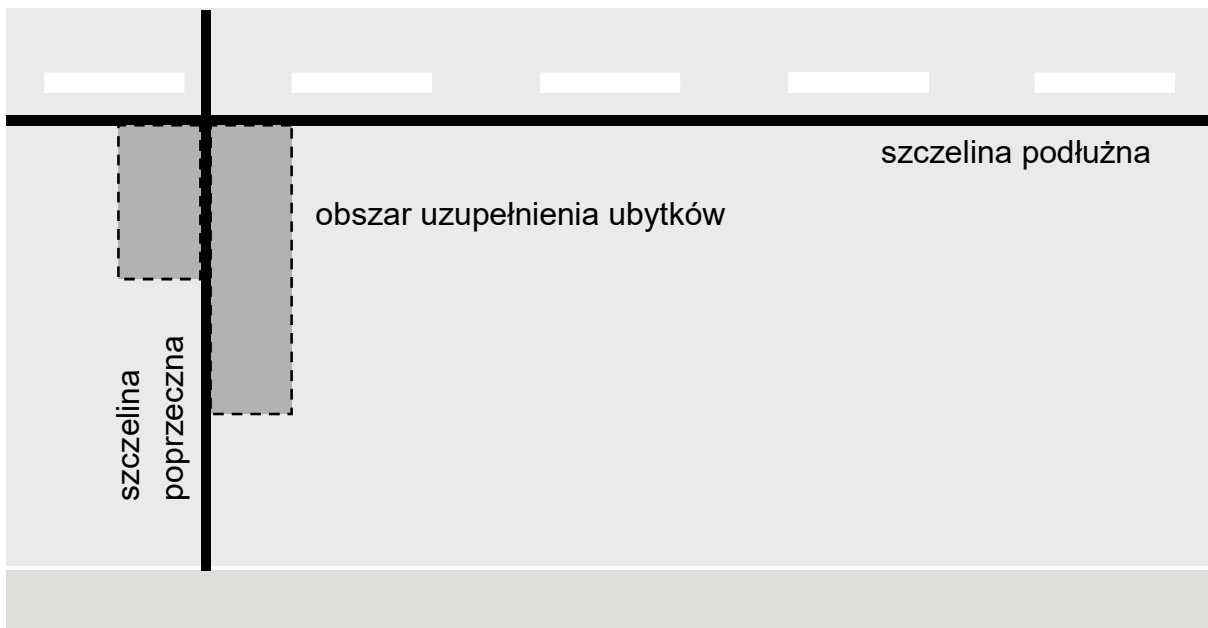 szczelina podłużna
obszar uzupełnienia ubytków
szczelina
poprzeczna